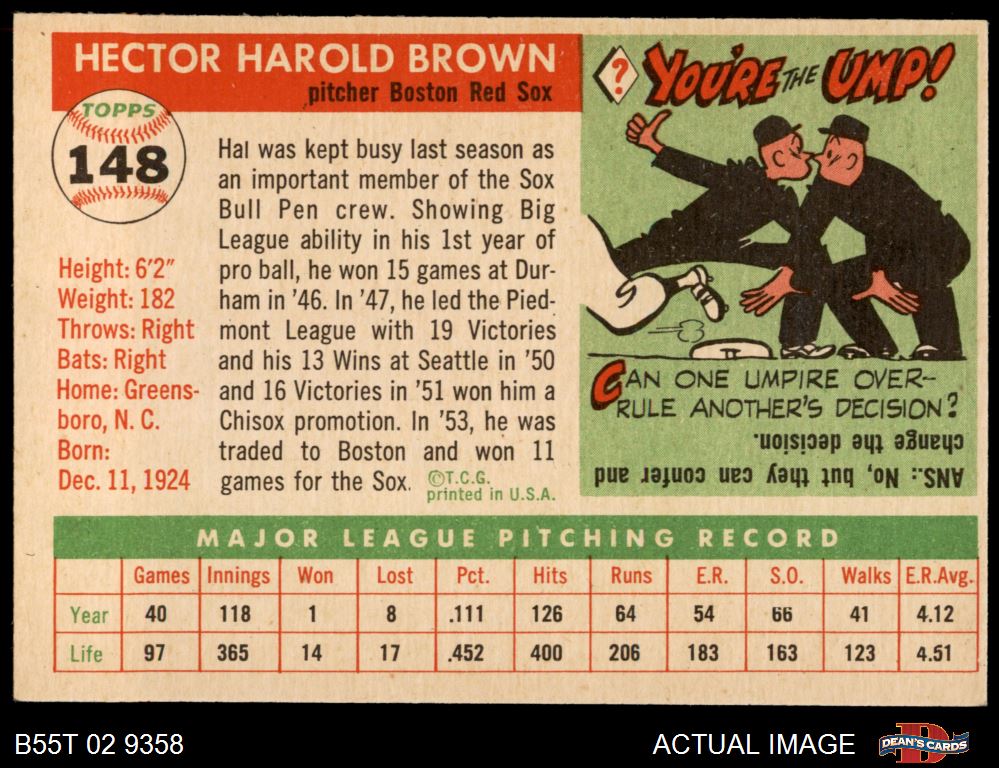 HECTOR HAROLD BROWN
pitcher Boston Red Sox
TOPPS
148
Height: 6'2"
Weight: 182
Throws: Right
Bats: Right
Home: Greens-
boro, N. C.
Born:
Dec. 11, 1924
Hal was kept busy last season as
an important member of the Sox
Bull Pen crew. Showing Big
League ability in his 1st year of
pro ball, he won 15 games at Dur-
ham in '46. In '47, he led the Pied-
mont League with 19 Victories
and his 13 Wins at Seattle in '50
and 16 Victories in '51 won him a
Chisox promotion. In '53, he was
traded to Boston and won 11
games for the Sox.
©T.C.G.
printed in U.S.A.
?
YOU'RE THE UMP!
CAN ONE UMPIRE OVER-
RULE ANOTHER'S DECISION?
ANS.: No, but they can confer and
change the decision.
MAJOR LEAGUE PITCHING RECORD
Games Innings Won Lost Pct. Hits Runs E.R. S.O. Walks E.R.Avg.
Year 40 118 1 8 .111 126 64 54 66 41 4.12
Life 97 365 14 17 .452 400 206 183 163 123 4.51
B55T 02 9358
ACTUAL IMAGE
DEAN'S CARDS